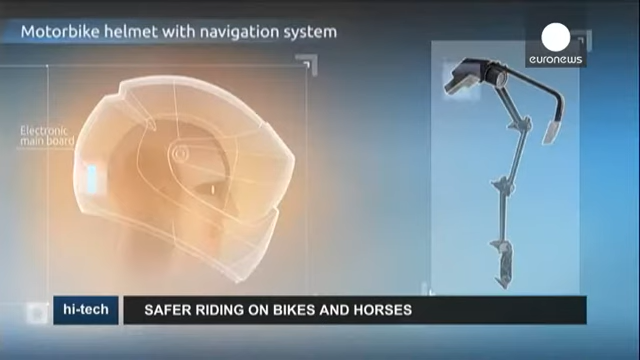 Motorbike helmet with navigation system
euronews
Electronic
main board
hi-tech
SAFER RIDING ON BIKES AND HORSES